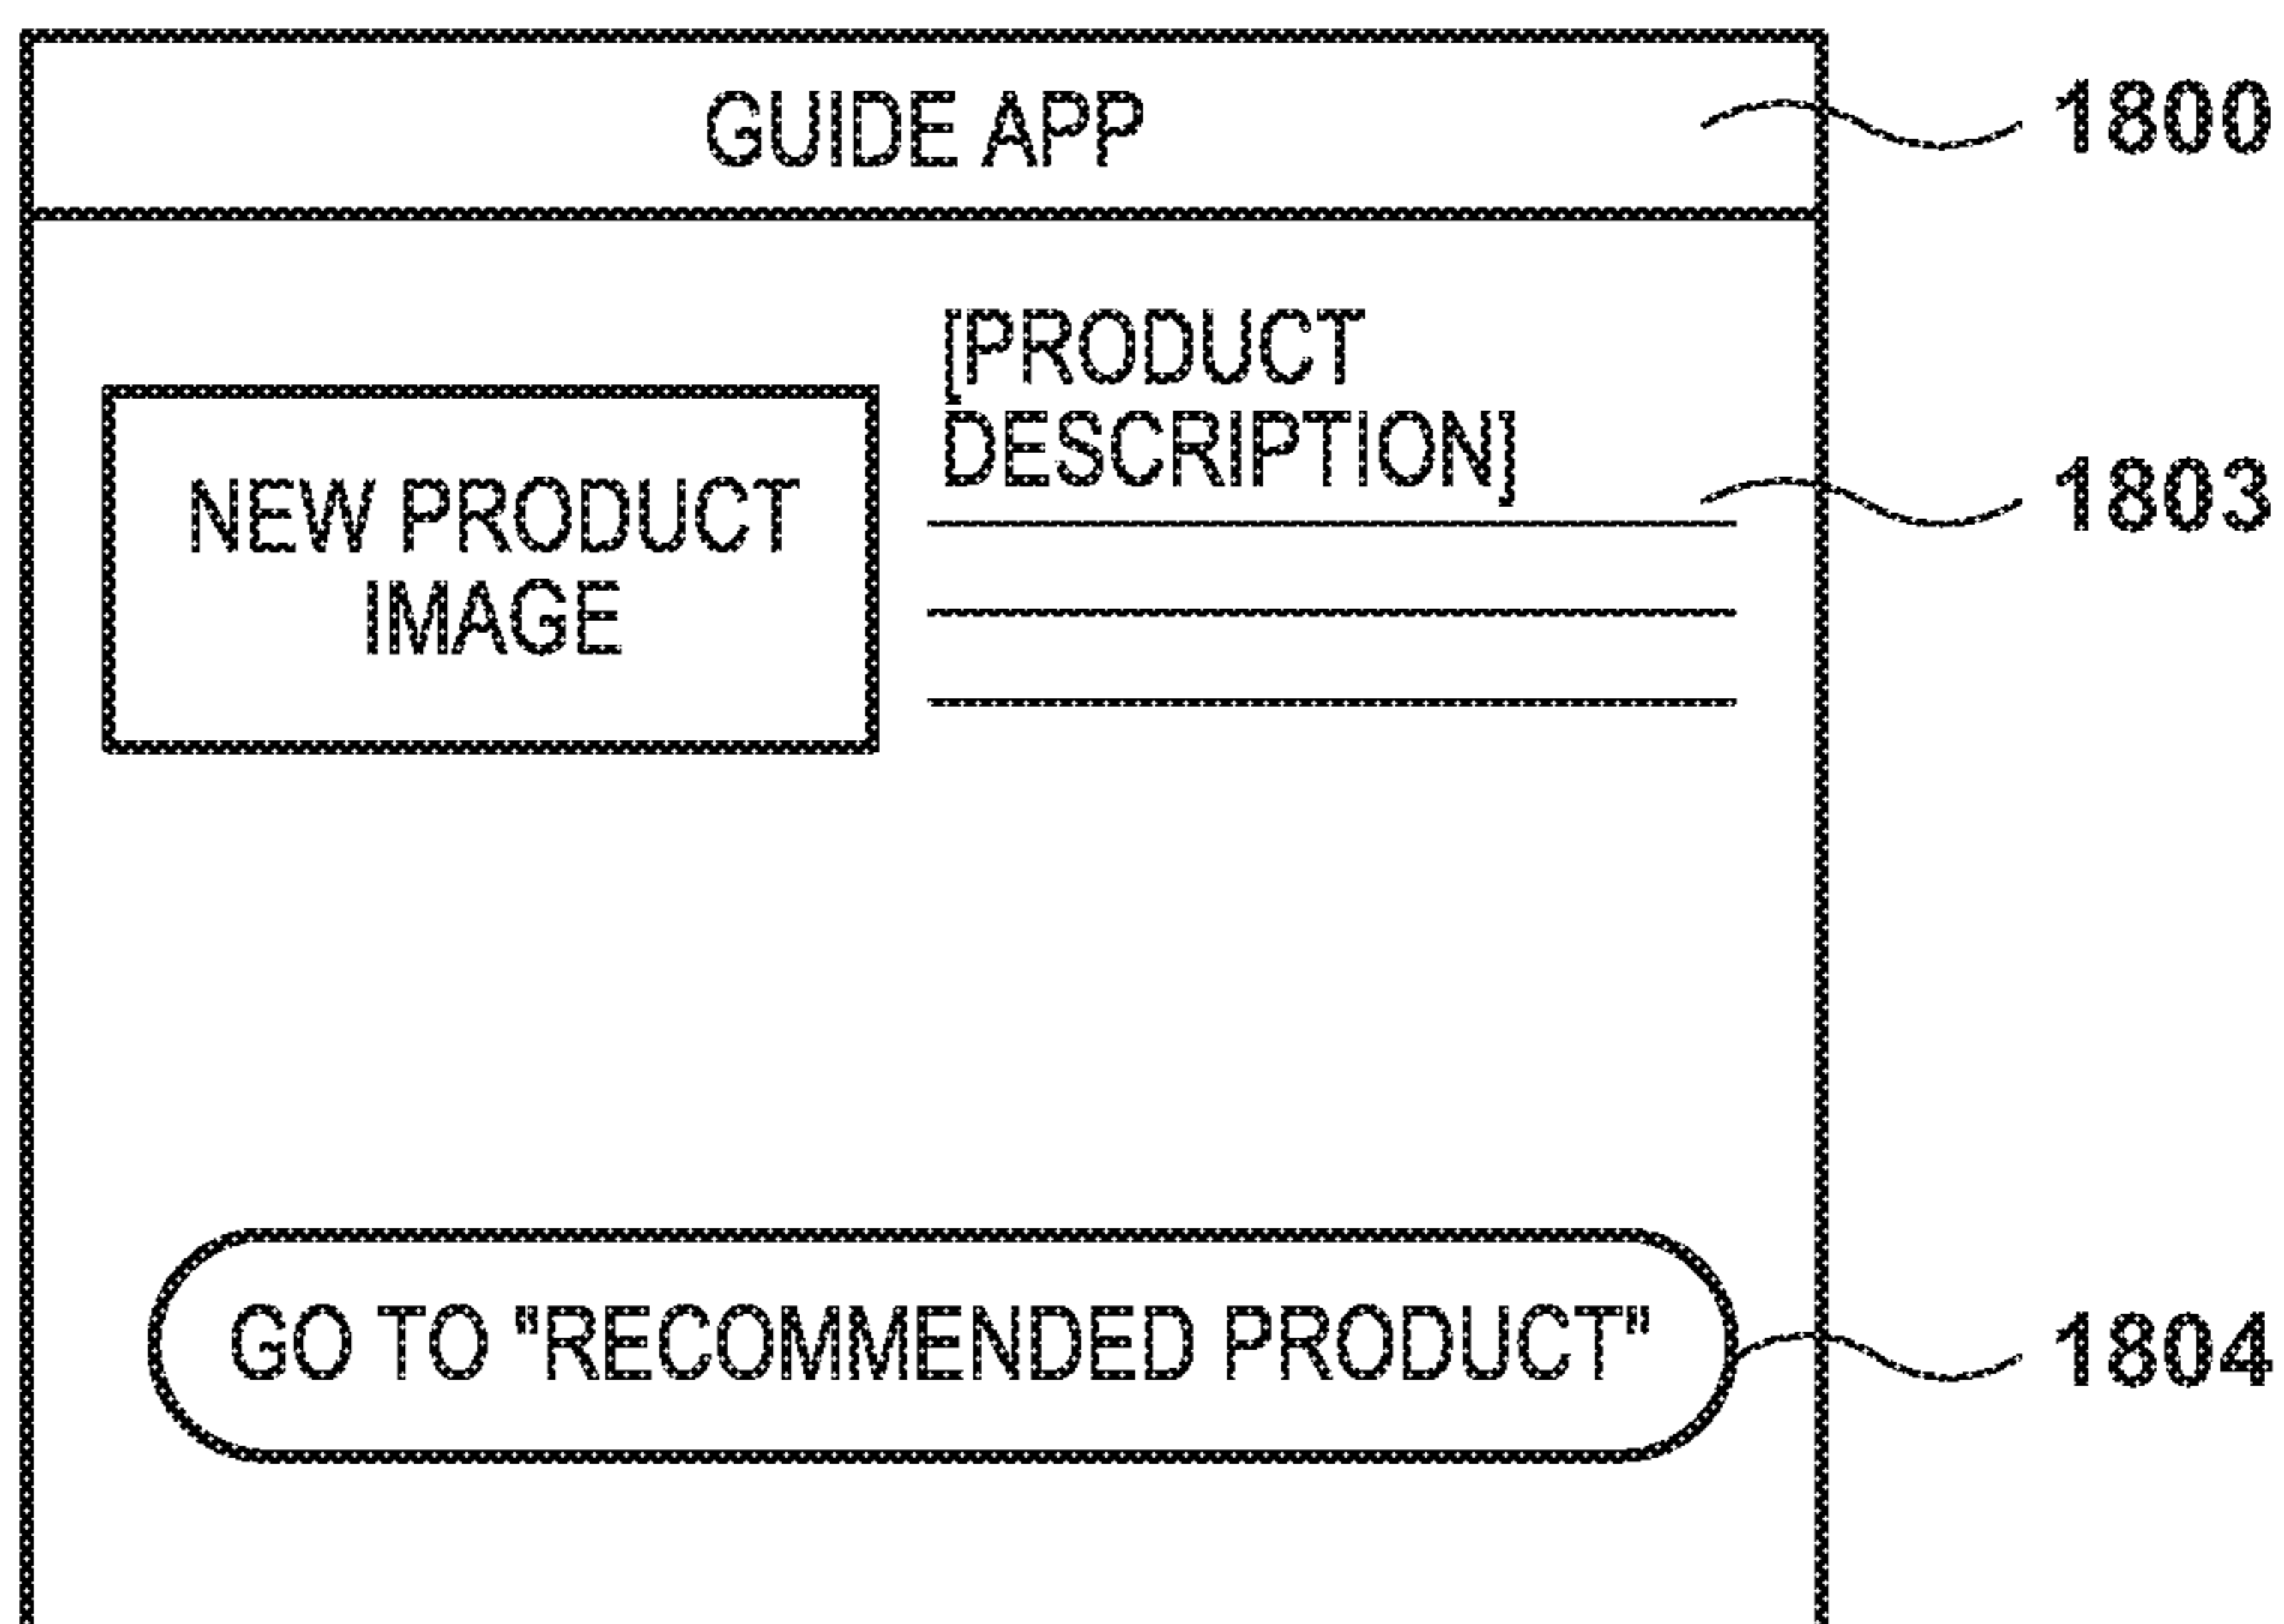 GUIDE APP
1800
[PRODUCT
DESCRIPTION]
1803
NEW PRODUCT
IMAGE
GO TO "RECOMMENDED PRODUCT"
1804